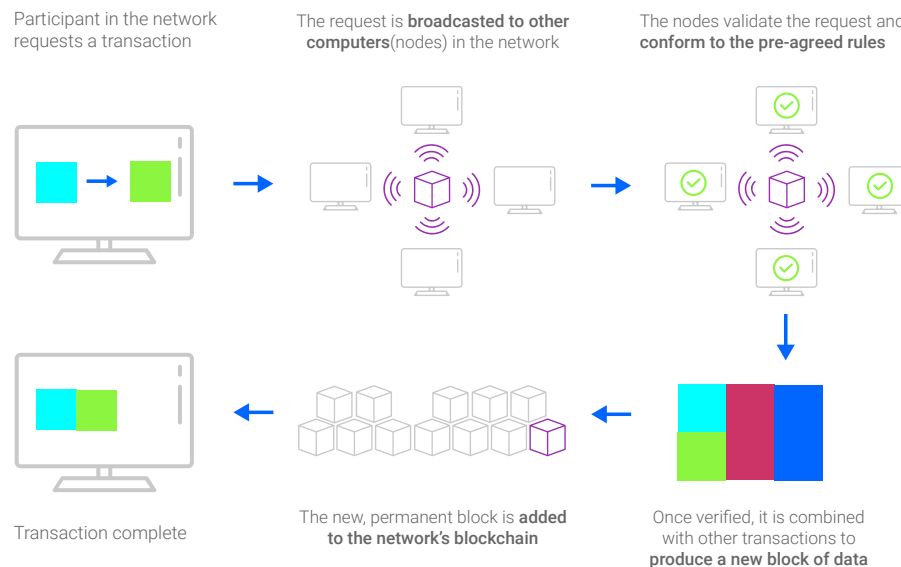 Participant in the network
requests a transaction
The request is broadcasted to other
computers(nodes) in the network
The nodes validate the request and
conform to the pre-agreed rules
Transaction complete
The new, permanent block is added
to the network's blockchain
Once verified, it is combined
with other transactions to
produce a new block of data